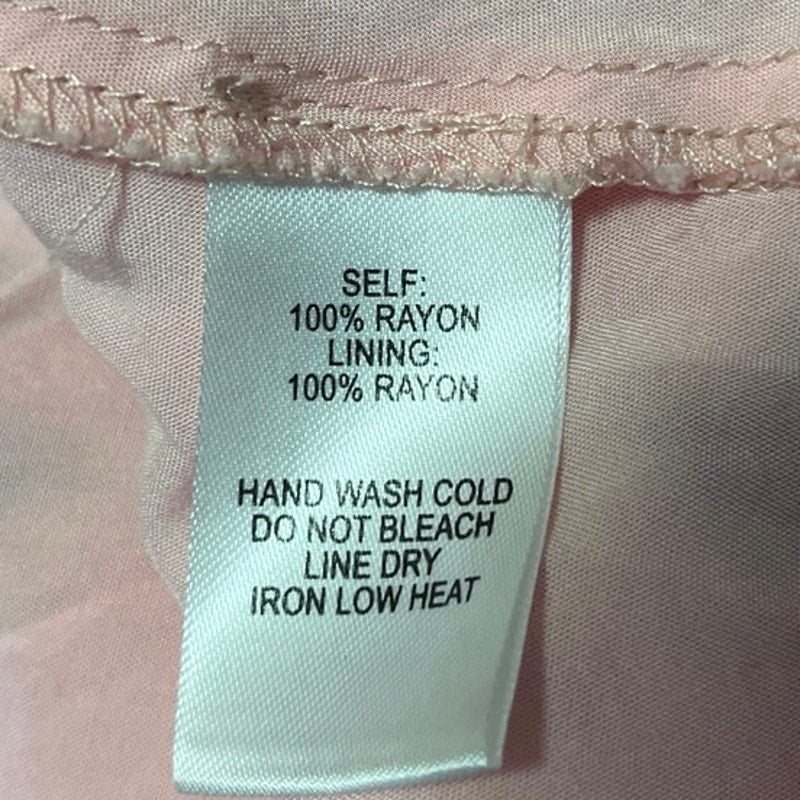 SELF:
100% RAYON
LINING:
100% RAYON
HAND WASH COLD
DO NOT BLEACH
LINE DRY
IRON LOW HEAT